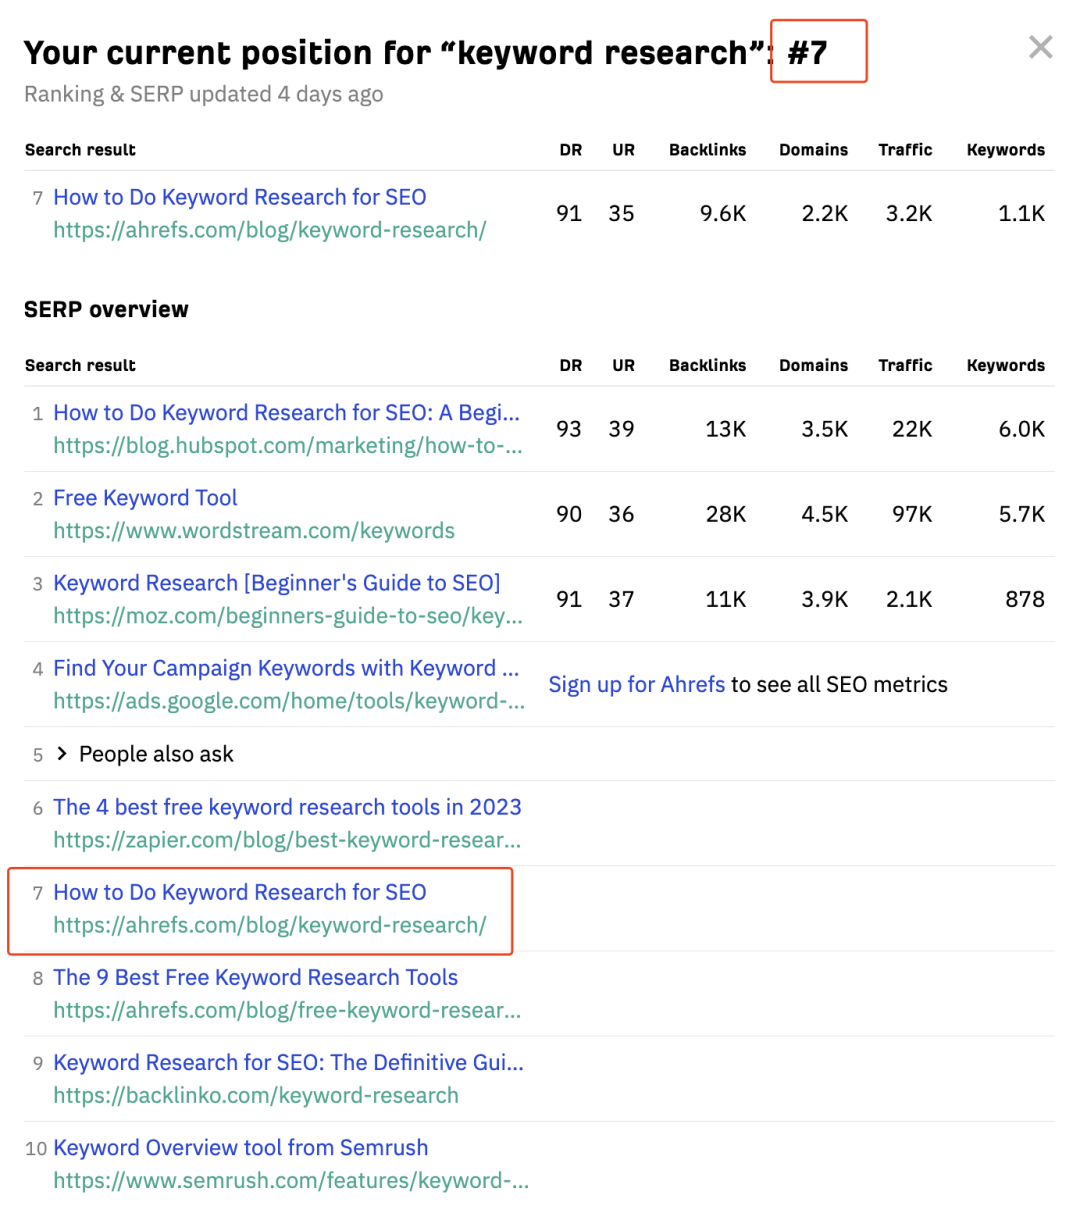 Your current position for “keyword research”: #7
Ranking & SERP updated 4 days ago
Search result DR UR Backlinks Domains Traffic Keywords
7 How to Do Keyword Research for SEO
https://ahrefs.com/blog/keyword-research/
91 35 9.6K 2.2K 3.2K 1.1K
SERP overview
Search result DR UR Backlinks Domains Traffic Keywords
1 How to Do Keyword Research for SEO: A Begi...
https://blog.hubspot.com/marketing/how-to-...
93 39 13K 3.5K 22K 6.0K
2 Free Keyword Tool
https://www.wordstream.com/keywords
90 36 28K 4.5K 97K 5.7K
3 Keyword Research [Beginner's Guide to SEO]
https://moz.com/beginners-guide-to-seo/key...
91 37 11K 3.9K 2.1K 878
4 Find Your Campaign Keywords with Keyword ...
https://ads.google.com/home/tools/keyword-...
Sign up for Ahrefs to see all SEO metrics
5 > People also ask
6 The 4 best free keyword research tools in 2023
https://zapier.com/blog/best-keyword-resear...
7 How to Do Keyword Research for SEO
https://ahrefs.com/blog/keyword-research/
8 The 9 Best Free Keyword Research Tools
https://ahrefs.com/blog/free-keyword-resear...
9 Keyword Research for SEO: The Definitive Gui...
https://backlinko.com/keyword-research
10 Keyword Overview tool from Semrush
https://www.semrush.com/features/keyword-...